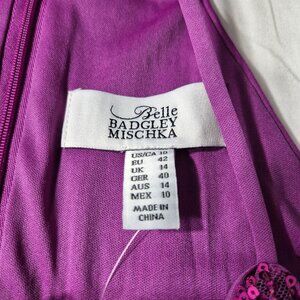 Belle
BADGLEY
MISCHKA
US/CA 10
EU 42
UK 14
GER 40
AUS 14
MEX 10
MADE IN
CHINA